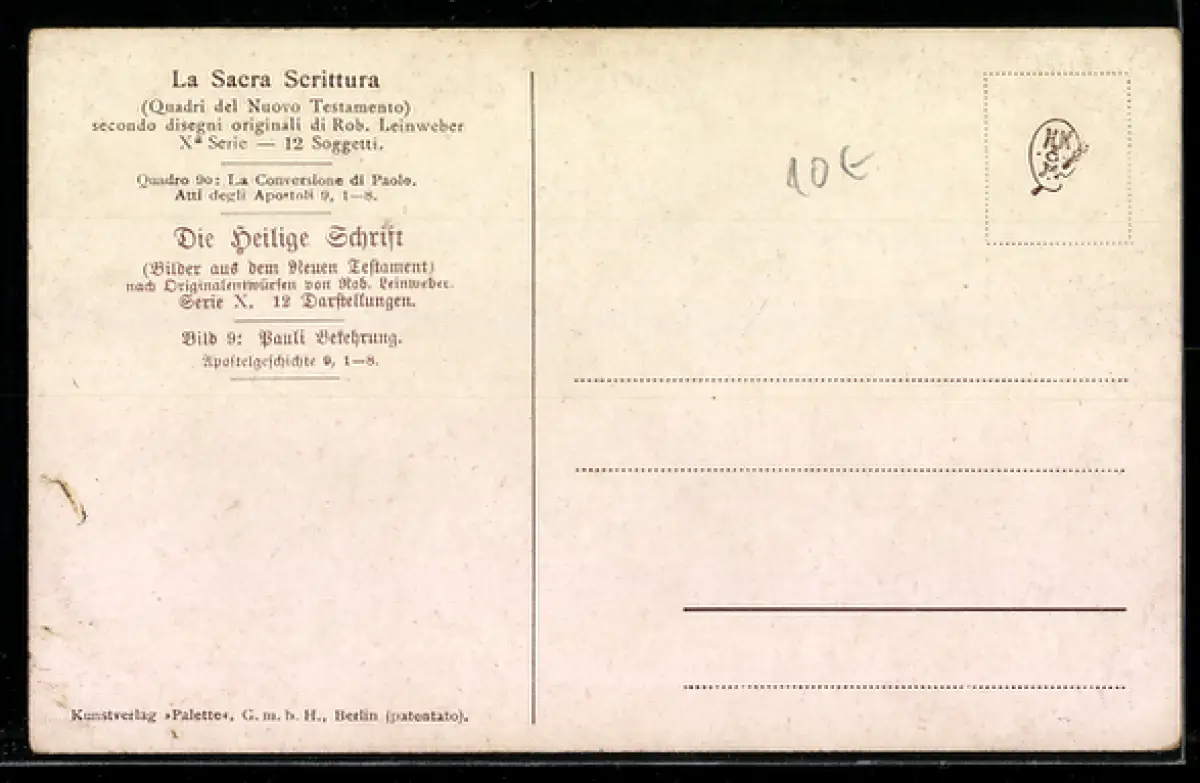 La Sacra Scrittura
(Quadri del Nuovo Testamento)
secondo disegni originali di Rob. Leinweber
Xª Serie — 12 Soggetti.
Quadro 9o: La Conversione di Paolo.
Atti degli Apostoli 9, 1—8.
Die Heilige Schrift
(Bilder aus dem Neuen Testament)
nach Originalentwürfen von Rob. Leinweber.
Serie X. 12 Darstellungen.
Bild 9: Pauli Bekehrung.
Apostelgeschichte 9, 1—8.
Kunstverlag »Palette«, G. m. b. H., Berlin (patentato).
10 €